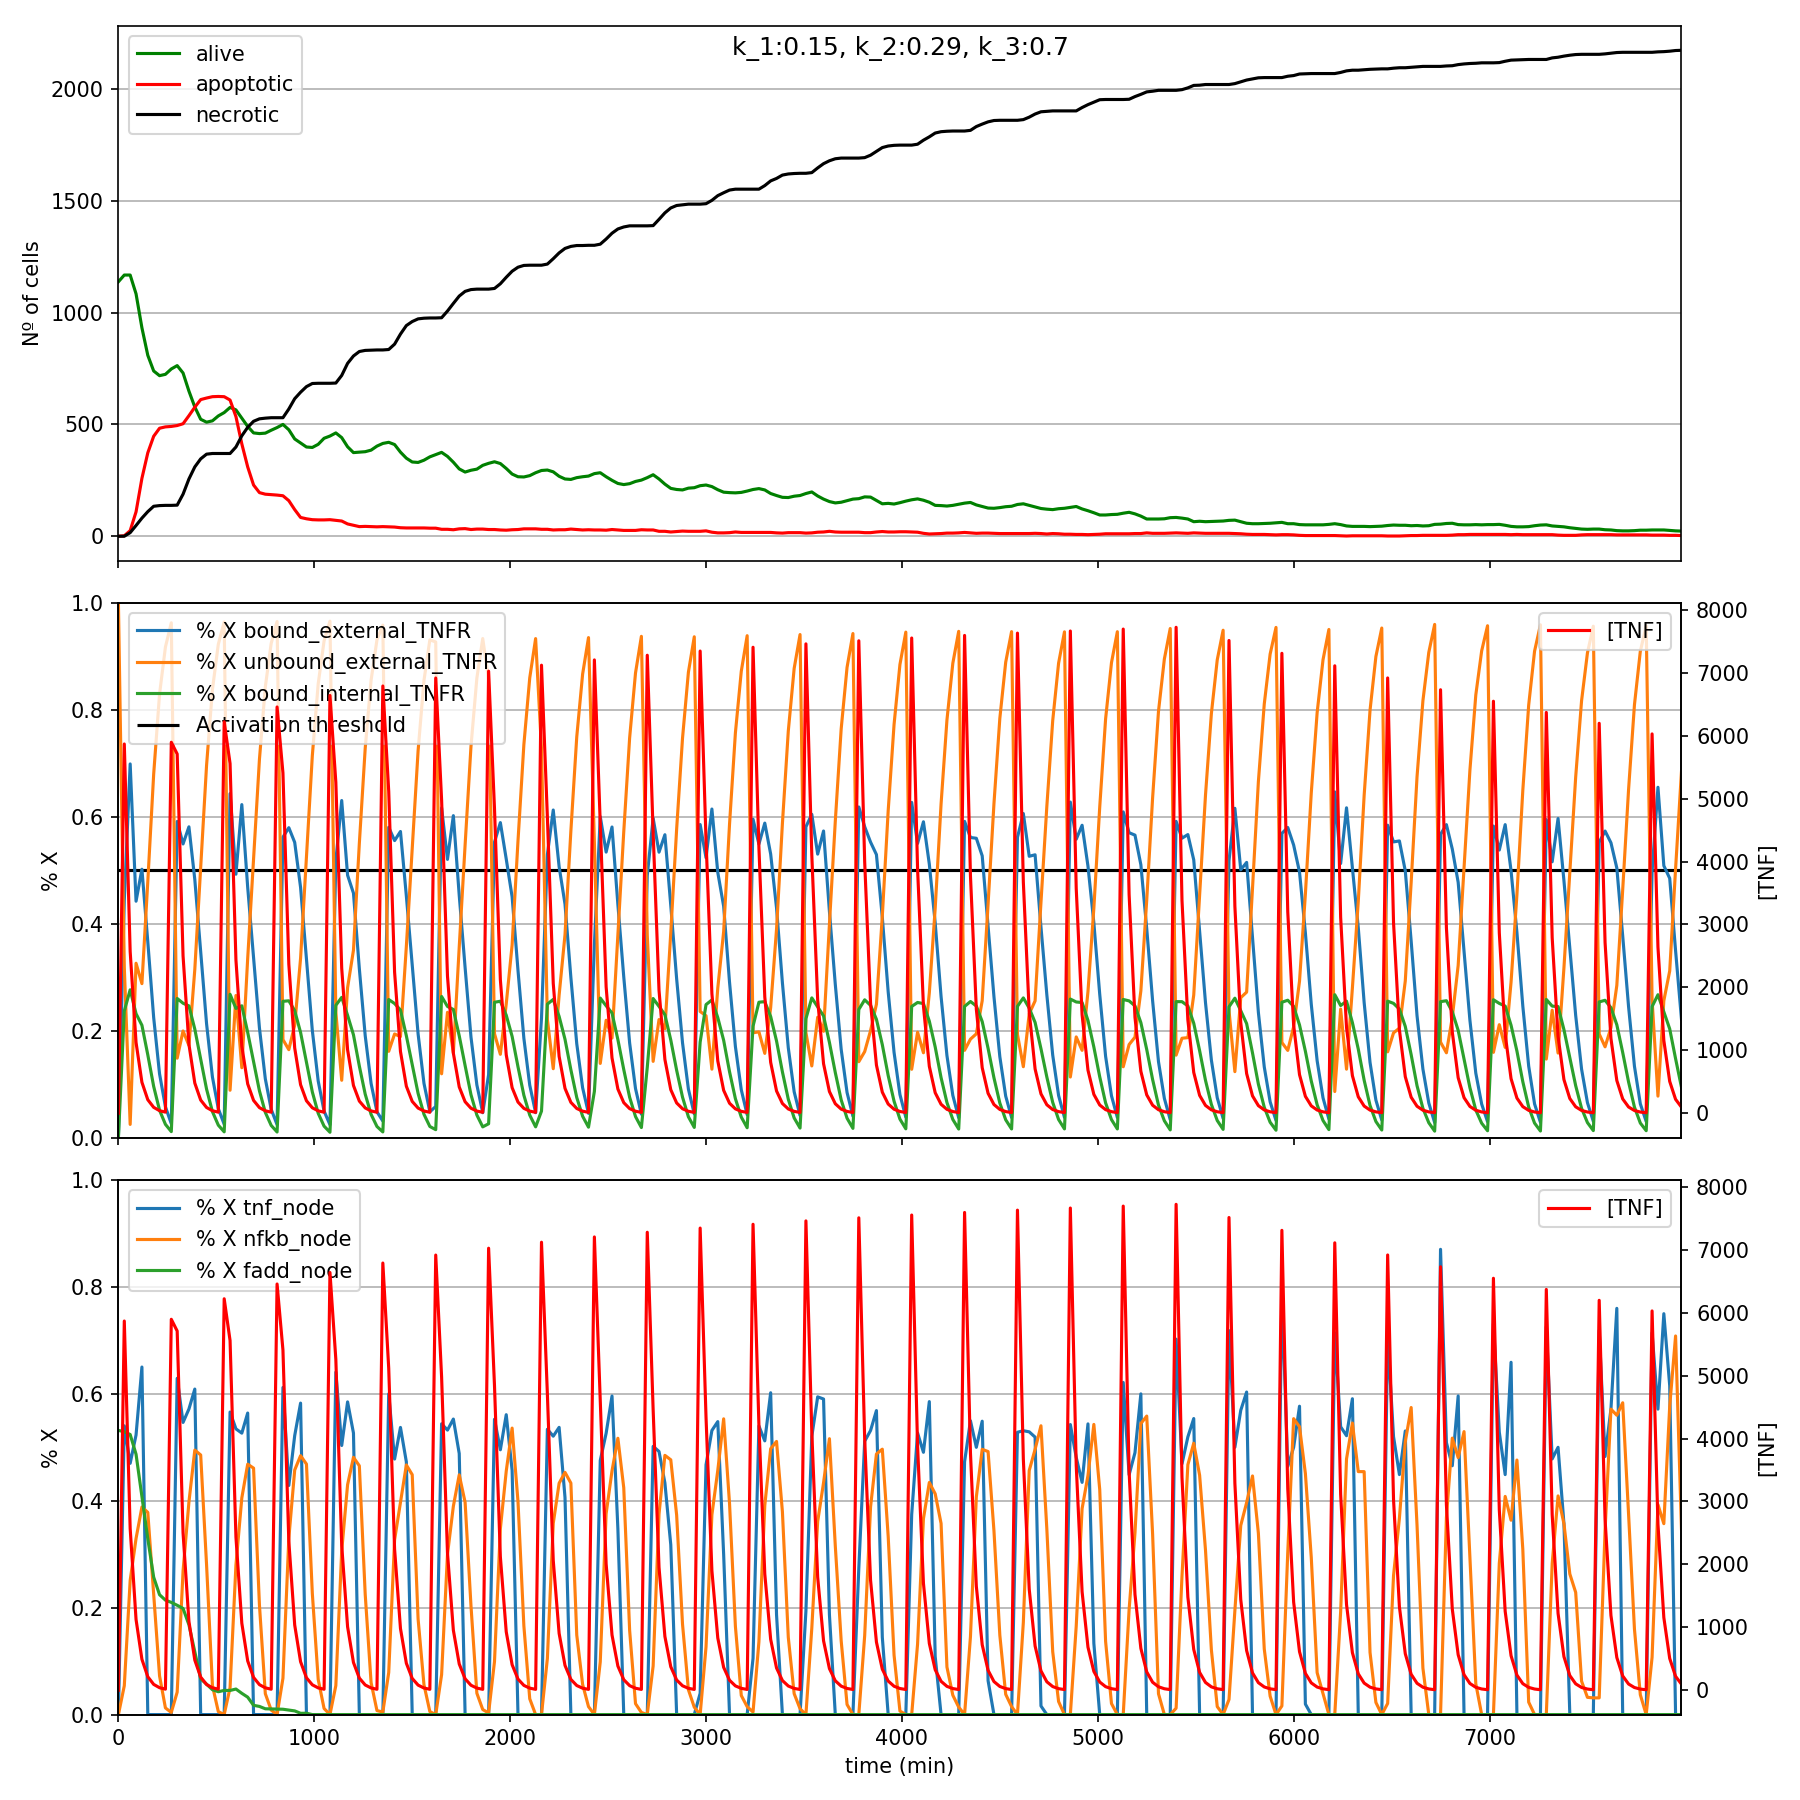 k_1:0.15, k_2:0.29, k_3:0.7
alive
apoptotic
necrotic
2000
1500
1000
500
0
Nº of cells
% X bound_external_TNFR
% X unbound_external_TNFR
% X bound_internal_TNFR
Activation threshold
[TNF]
1.0
0.8
0.6
0.4
0.2
0.0
% X
8000
7000
6000
5000
4000
3000
2000
1000
0
[TNF]
% X tnf_node
% X nfkb_node
% X fadd_node
[TNF]
1.0
0.8
0.6
0.4
0.2
0.0
% X
8000
7000
6000
5000
4000
3000
2000
1000
0
[TNF]
0 1000 2000 3000 4000 5000 6000 7000
time (min)